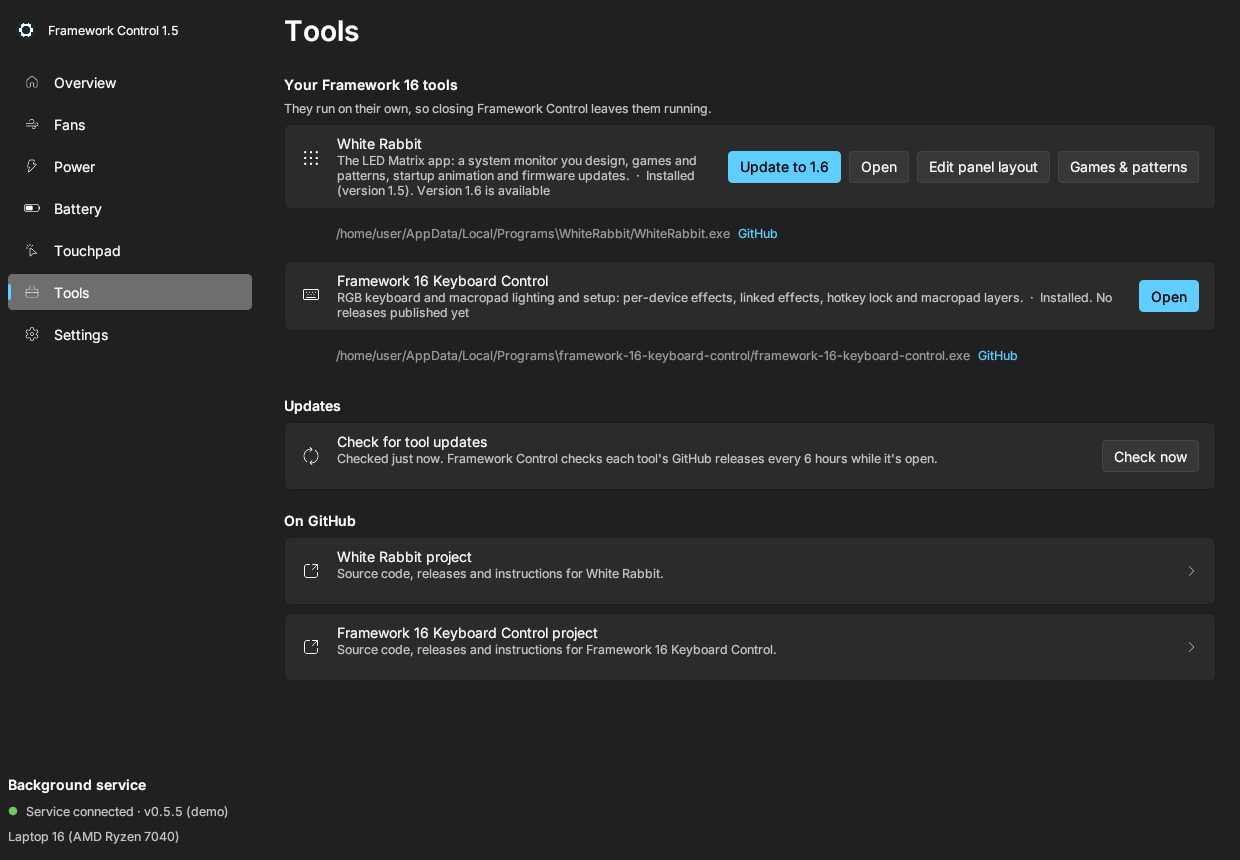 Framework Control 1.5
Overview
Fans
Power
Battery
Touchpad
Tools
Settings
Background service
Service connected · v0.5.5 (demo)
Laptop 16 (AMD Ryzen 7040)
Tools
Your Framework 16 tools
They run on their own, so closing Framework Control leaves them running.
White Rabbit
The LED Matrix app: a system monitor you design, games and
patterns, startup animation and firmware updates.  ·  Installed
(version 1.5). Version 1.6 is available
Update to 1.6
Open
Edit panel layout
Games & patterns
/home/user/AppData/Local/Programs\WhiteRabbit/WhiteRabbit.exe GitHub
Framework 16 Keyboard Control
RGB keyboard and macropad lighting and setup: per-device effects, linked effects, hotkey lock and macropad layers.  ·  Installed. No
releases published yet
Open
/home/user/AppData/Local/Programs\framework-16-keyboard-control/framework-16-keyboard-control.exe GitHub
Updates
Check for tool updates
Checked just now. Framework Control checks each tool's GitHub releases every 6 hours while it's open.
Check now
On GitHub
White Rabbit project
Source code, releases and instructions for White Rabbit.
Framework 16 Keyboard Control project
Source code, releases and instructions for Framework 16 Keyboard Control.